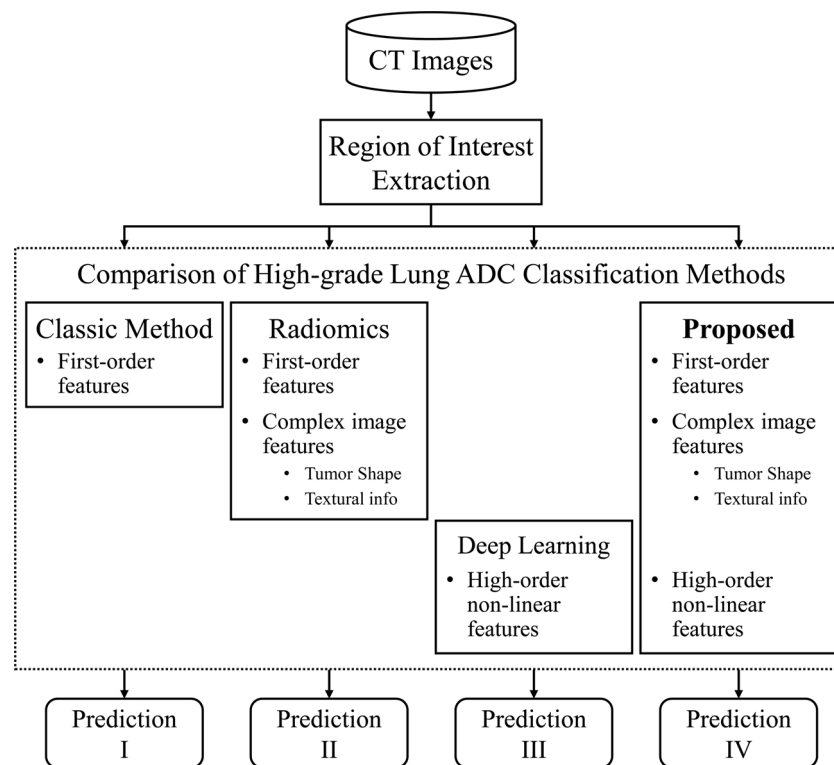 CT Images
Region of Interest
Extraction
Comparison of High-grade Lung ADC Classification Methods
Classic Method
• First-order
features
Radiomics
• First-order
features
• Complex image
features
• Tumor Shape
• Textural info
Deep Learning
• High-order
non-linear
features
Proposed
• First-order
features
• Complex image
features
• Tumor Shape
• Textural info
• High-order
non-linear
features
Prediction
I
Prediction
II
Prediction
III
Prediction
IV